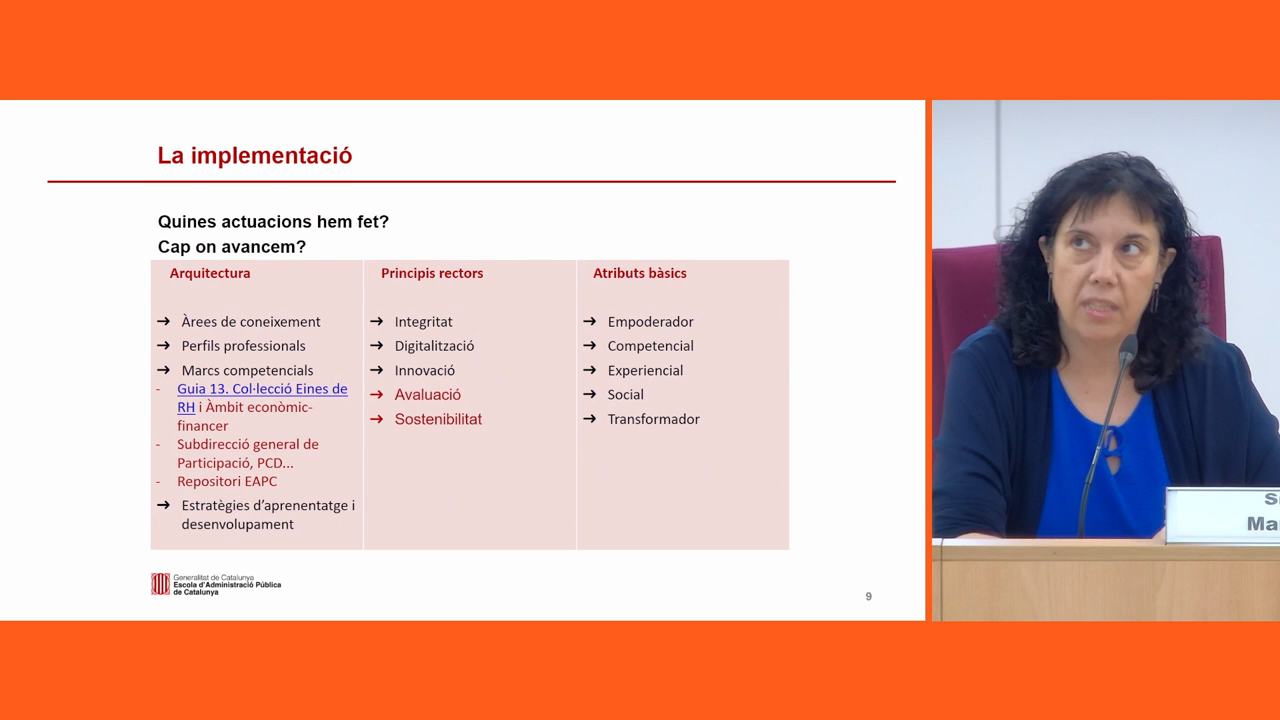 La implementació
Quines actuacions hem fet?
Cap on avancem?
Arquitectura
→ Àrees de coneixement
→ Perfils professionals
→ Marcs competencials
- Guia 13. Col·lecció Eines de
RH i Àmbit econòmic-
financer
- Subdirecció general de
Participació, PCD...
- Repositori EAPC
→ Estratègies d’aprenentatge i
desenvolupament
Principis rectors
→ Integritat
→ Digitalització
→ Innovació
→ Avaluació
→ Sostenibilitat
Atributs bàsics
→ Empoderador
→ Competencial
→ Experiencial
→ Social
→ Transformador
Generalitat de Catalunya
Escola d'Administració Pública
de Catalunya
9